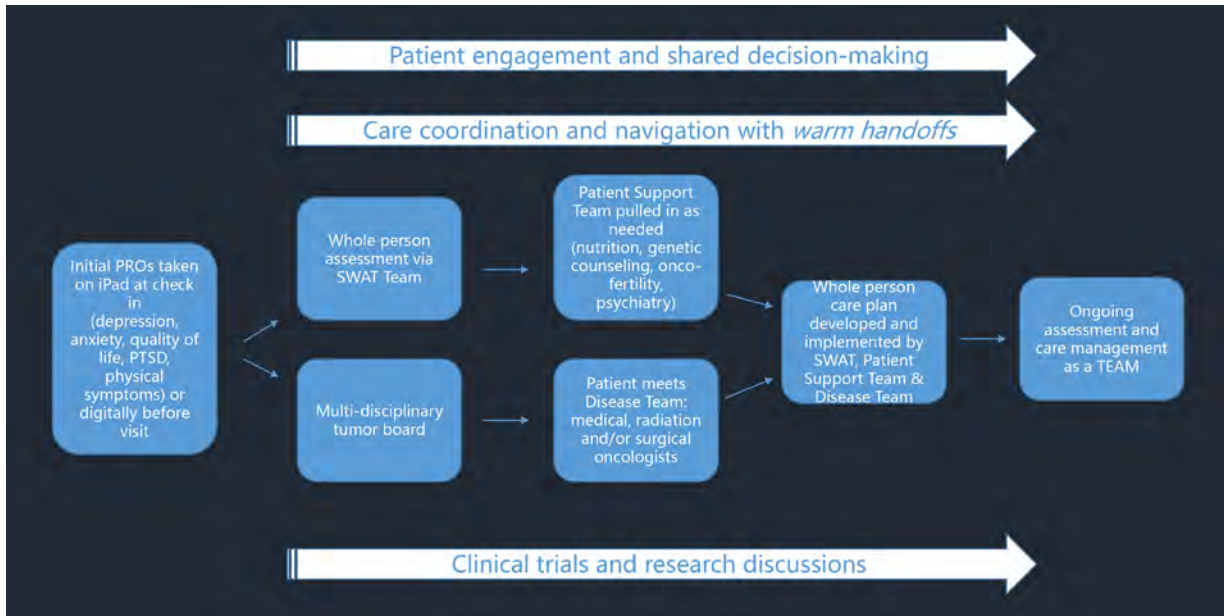 Patient engagement and shared decision-making
Care coordination and navigation with warm handoffs
Initial PROs taken
on iPad at check
in
(depression,
anxiety, quality of
life, PTSD,
physical
symptoms) or
digitally before
visit
Whole person
assessment via
SWAT Team
Multi-disciplinary
tumor board
Patient Support
Team pulled in as
needed
(nutrition, genetic
counseling, onco-
fertility,
psychiatry)
Patient meets
Disease Team:
medical, radiation
and/or surgical
oncologists
Whole person
care plan
developed and
implemented by
SWAT, Patient
Support Team &
Disease Team
Ongoing
assessment and
care management
as a TEAM
Clinical trials and research discussions